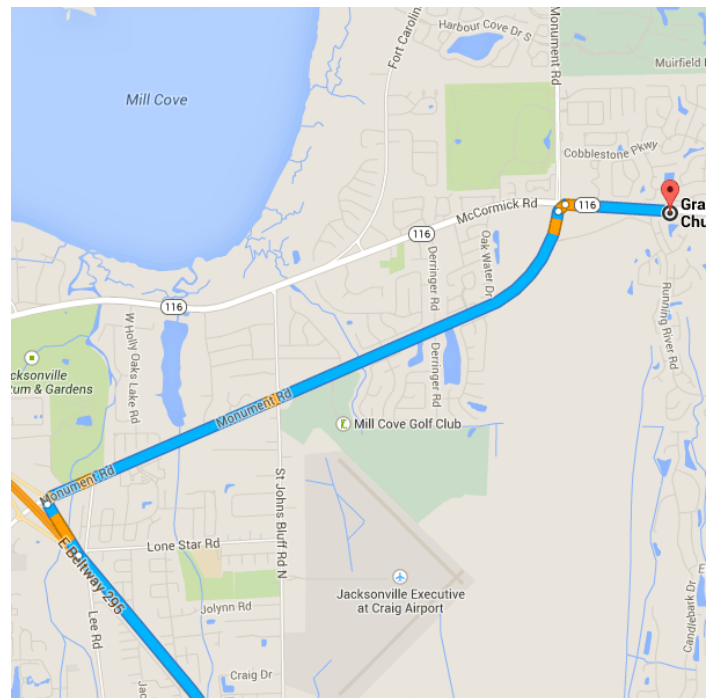 Harbour Cove Dr S
Fort Carolin
Monument Rd
Muirfield
Mill Cove
Cobblestone Pkwy
116
Gra
Chu
McCormick Rd
116
Oak Water Dr
Derringer Rd
116
W Holly Oaks Lake Rd
Running River Rd
Derringer Rd
cksonville
um & Gardens
Monument Rd
Mill Cove Golf Club
Monument Rd
St Johns Bluff Rd N
Lone Star Rd
E Beltway 295
Jacksonville Executive
at Craig Airport
Jolynn Rd
Lee Rd
Candlebark Dr
E
Craig Dr
Jac